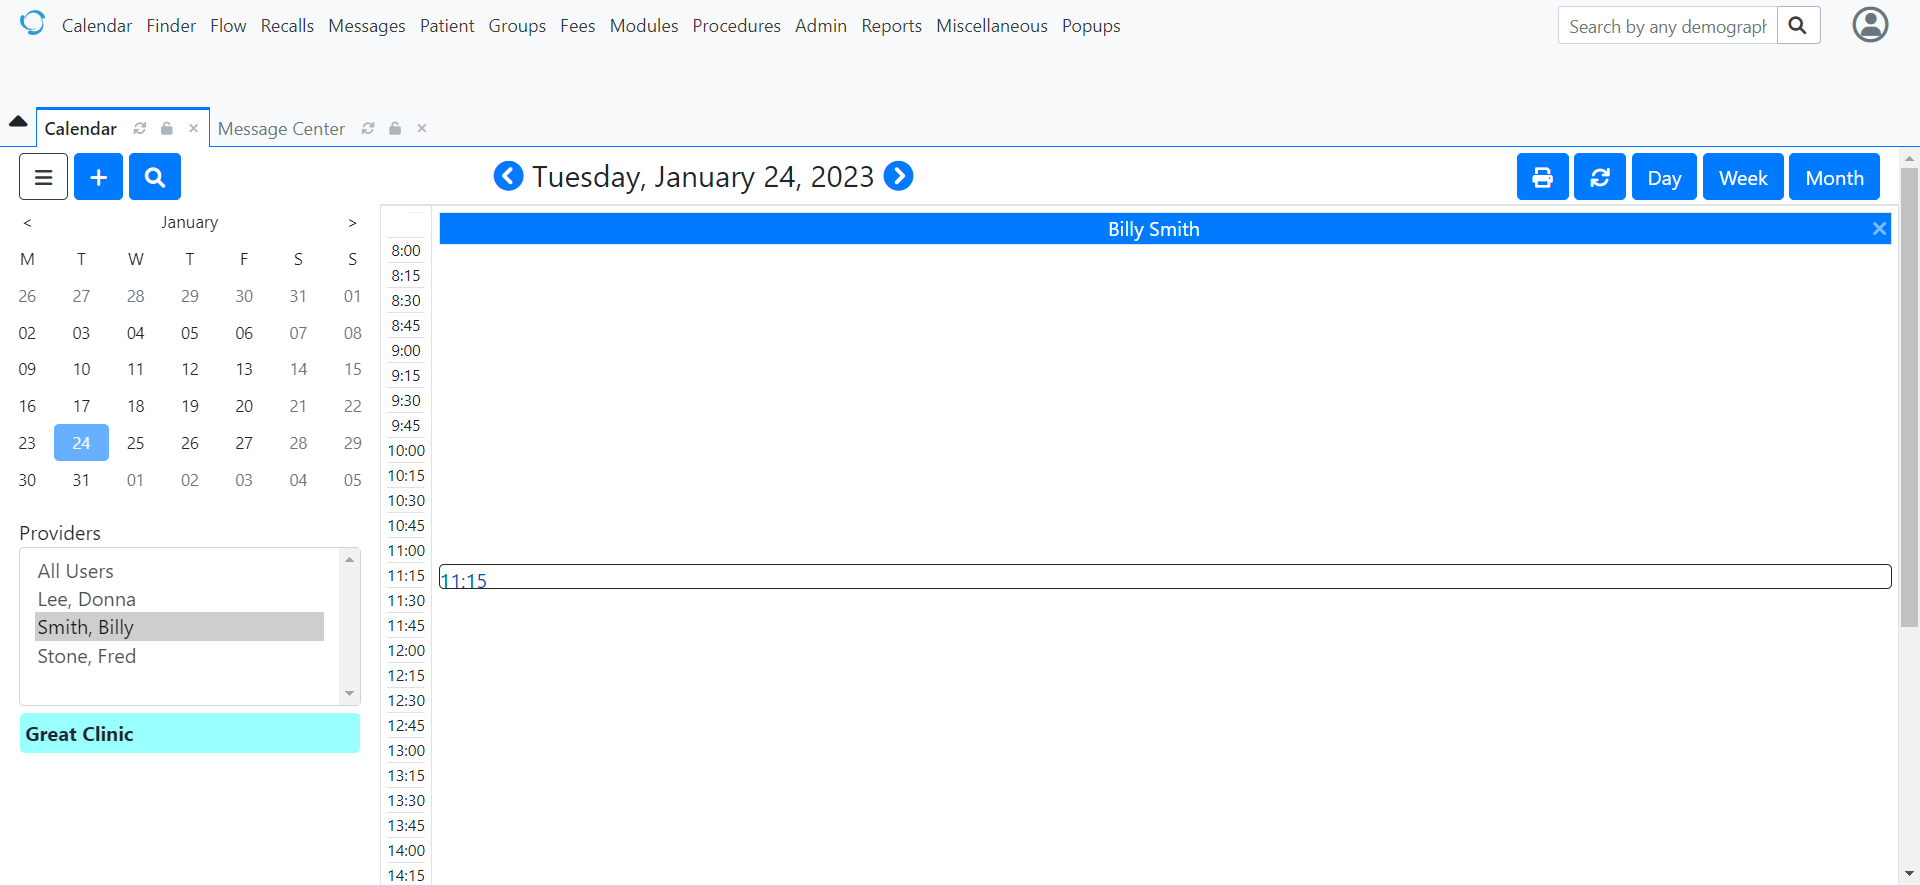 Calendar Finder Flow Recalls Messages Patient Groups Fees Modules Procedures Admin Reports Miscellaneous Popups
Search by any demograph
Calendar × Message Center ×
Tuesday, January 24, 2023
Day Week Month
< January >
M T W T F S S
26 27 28 29 30 31 01
02 03 04 05 06 07 08
09 10 11 12 13 14 15
16 17 18 19 20 21 22
23 24 25 26 27 28 29
30 31 01 02 03 04 05
Providers
All Users
Lee, Donna
Smith, Billy
Stone, Fred
Great Clinic
Billy Smith ×
8:00
8:15
8:30
8:45
9:00
9:15
9:30
9:45
10:00
10:15
10:30
10:45
11:00
11:15
11:15
11:30
11:45
12:00
12:15
12:30
12:45
13:00
13:15
13:30
13:45
14:00
14:15